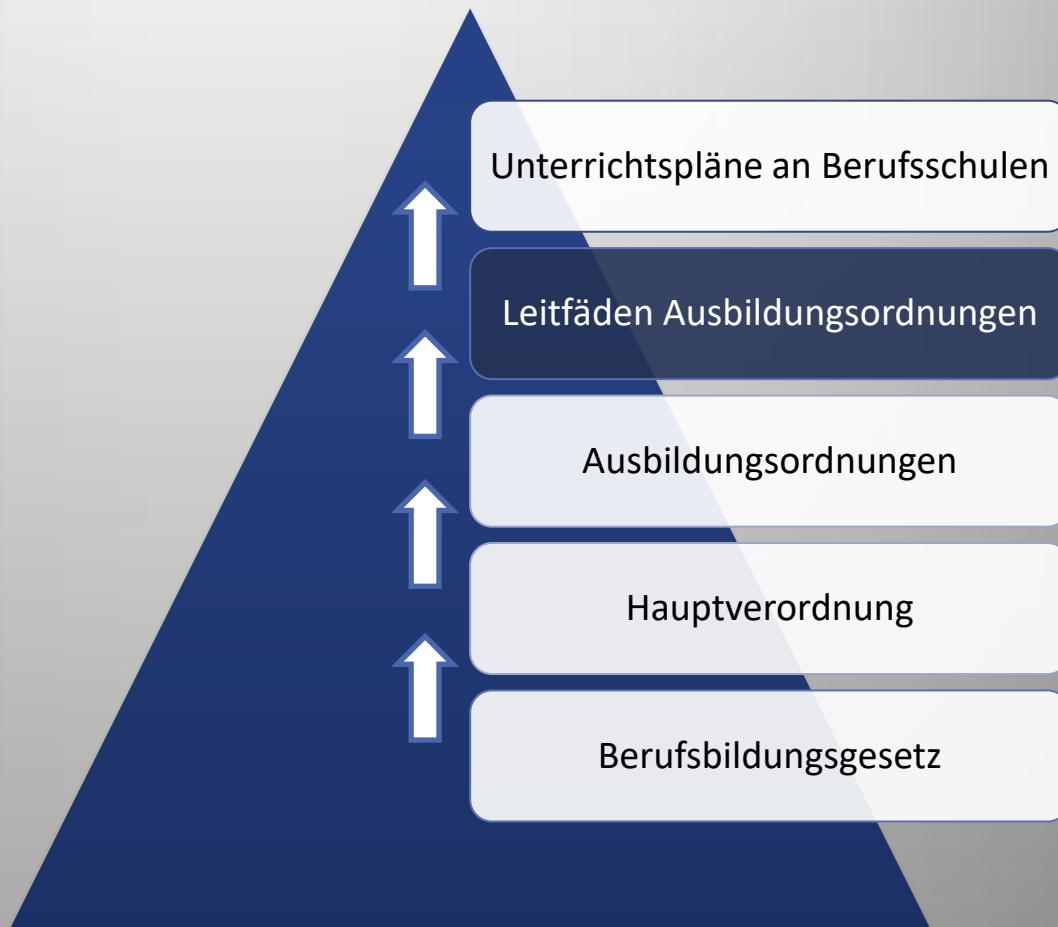 Unterrichtspläne an Berufsschulen
Leitfäden Ausbildungsordnungen
Ausbildungsordnungen
Hauptverordnung
Berufsbildungsgesetz